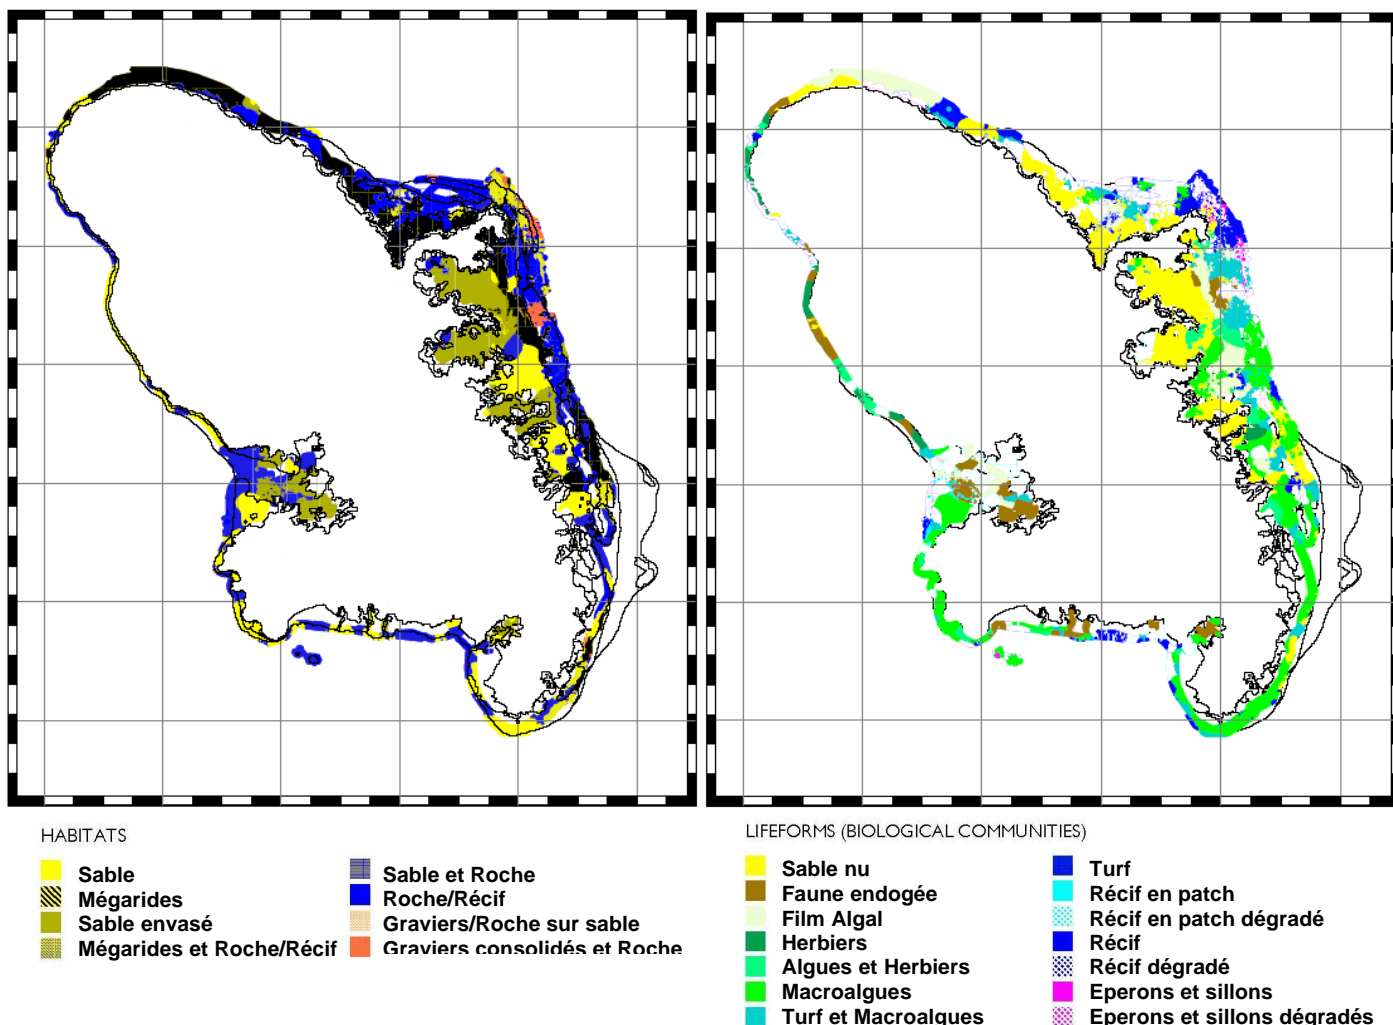 HABITATS
Sable
Mégarides
Sable envasé
Mégarides et Roche/Récif
Sable et Roche
Roche/Récif
Graviers/Roche sur sable
Graviers consolidés et Roche
LIFEFORMS (BIOLOGICAL COMMUNITIES)
Sable nu
Faune endogée
Film Algal
Herbiers
Algues et Herbiers
Macroalgues
Turf et Macroalgues
Turf
Récif en patch
Récif en patch dégradé
Récif
Récif dégradé
Eperons et sillons
Eperons et sillons dégradés